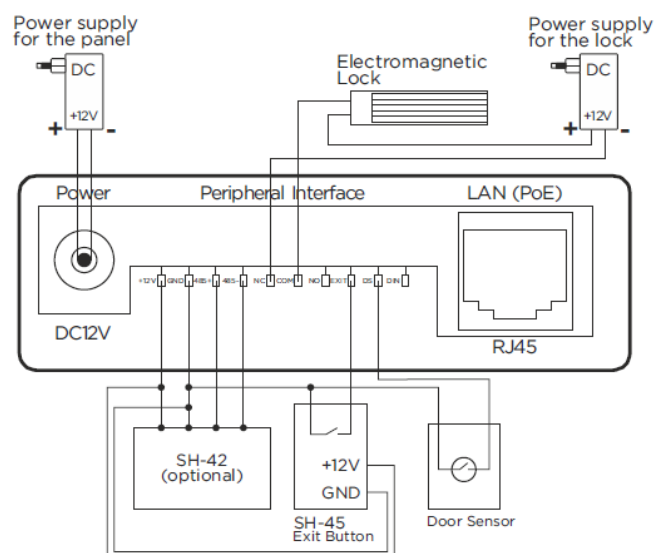 Power supply
for the panel
DC
+12V
+ -
Electromagnetic
Lock
Power supply
for the lock
DC
+12V
+ -
Power
Peripheral Interface
LAN (PoE)
+12V GND 485+ 485- NC COM NO EXIT DS DIN
DC12V
RJ45
SH-42
(optional)
+12V
GND
SH-45
Exit Button
Door Sensor